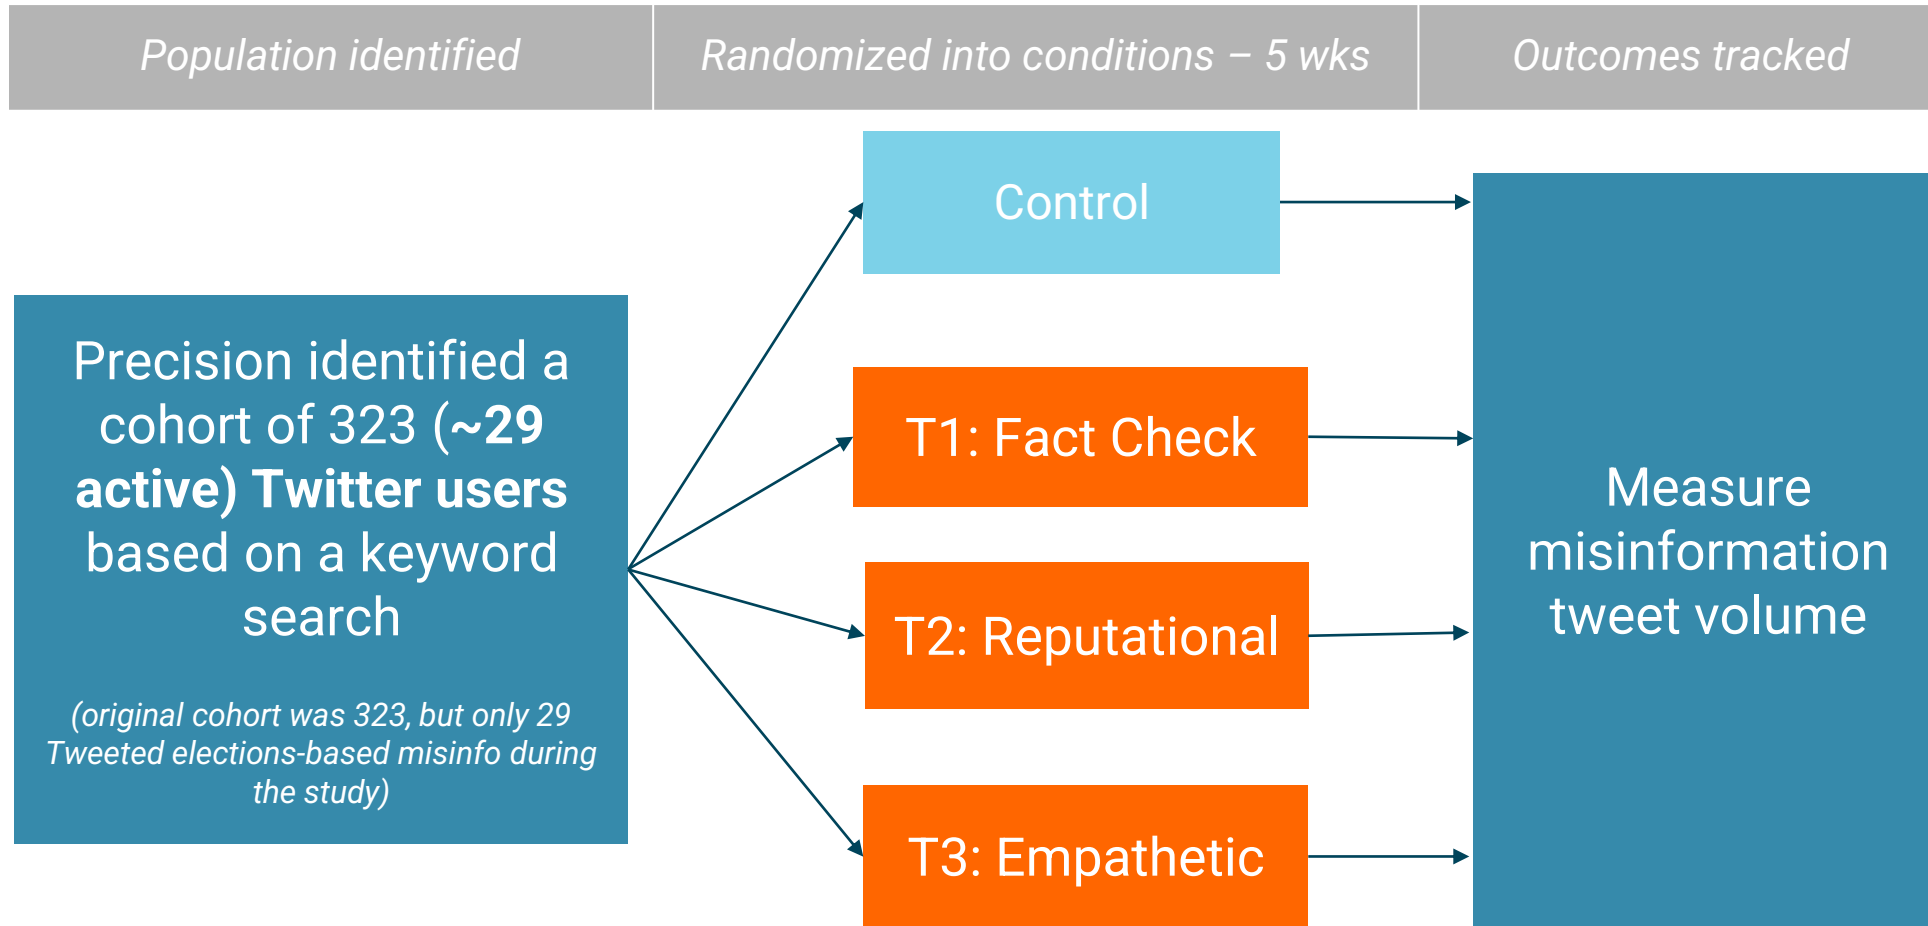 Population identified
Randomized into conditions – 5 wks
Outcomes tracked
Precision identified a
cohort of 323 (~29
active) Twitter users
based on a keyword
search
(original cohort was 323, but only 29
Tweeted elections-based misinfo during
the study)
Control
T1: Fact Check
T2: Reputational
T3: Empathetic
Measure
misinformation
tweet volume